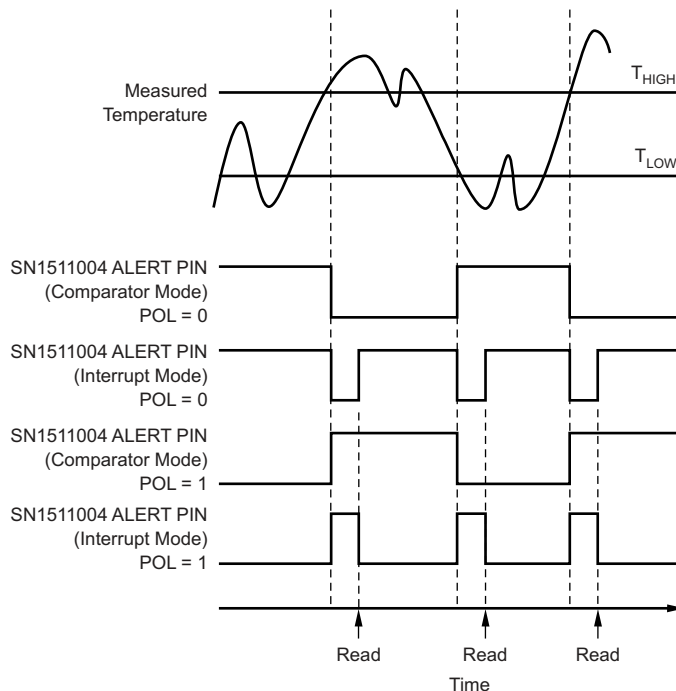 Measured
Temperature
T_HIGH
T_LOW
SN1511004 ALERT PIN
(Comparator Mode)
POL = 0
SN1511004 ALERT PIN
(Interrupt Mode)
POL = 0
SN1511004 ALERT PIN
(Comparator Mode)
POL = 1
SN1511004 ALERT PIN
(Interrupt Mode)
POL = 1
Read Read Read
Time